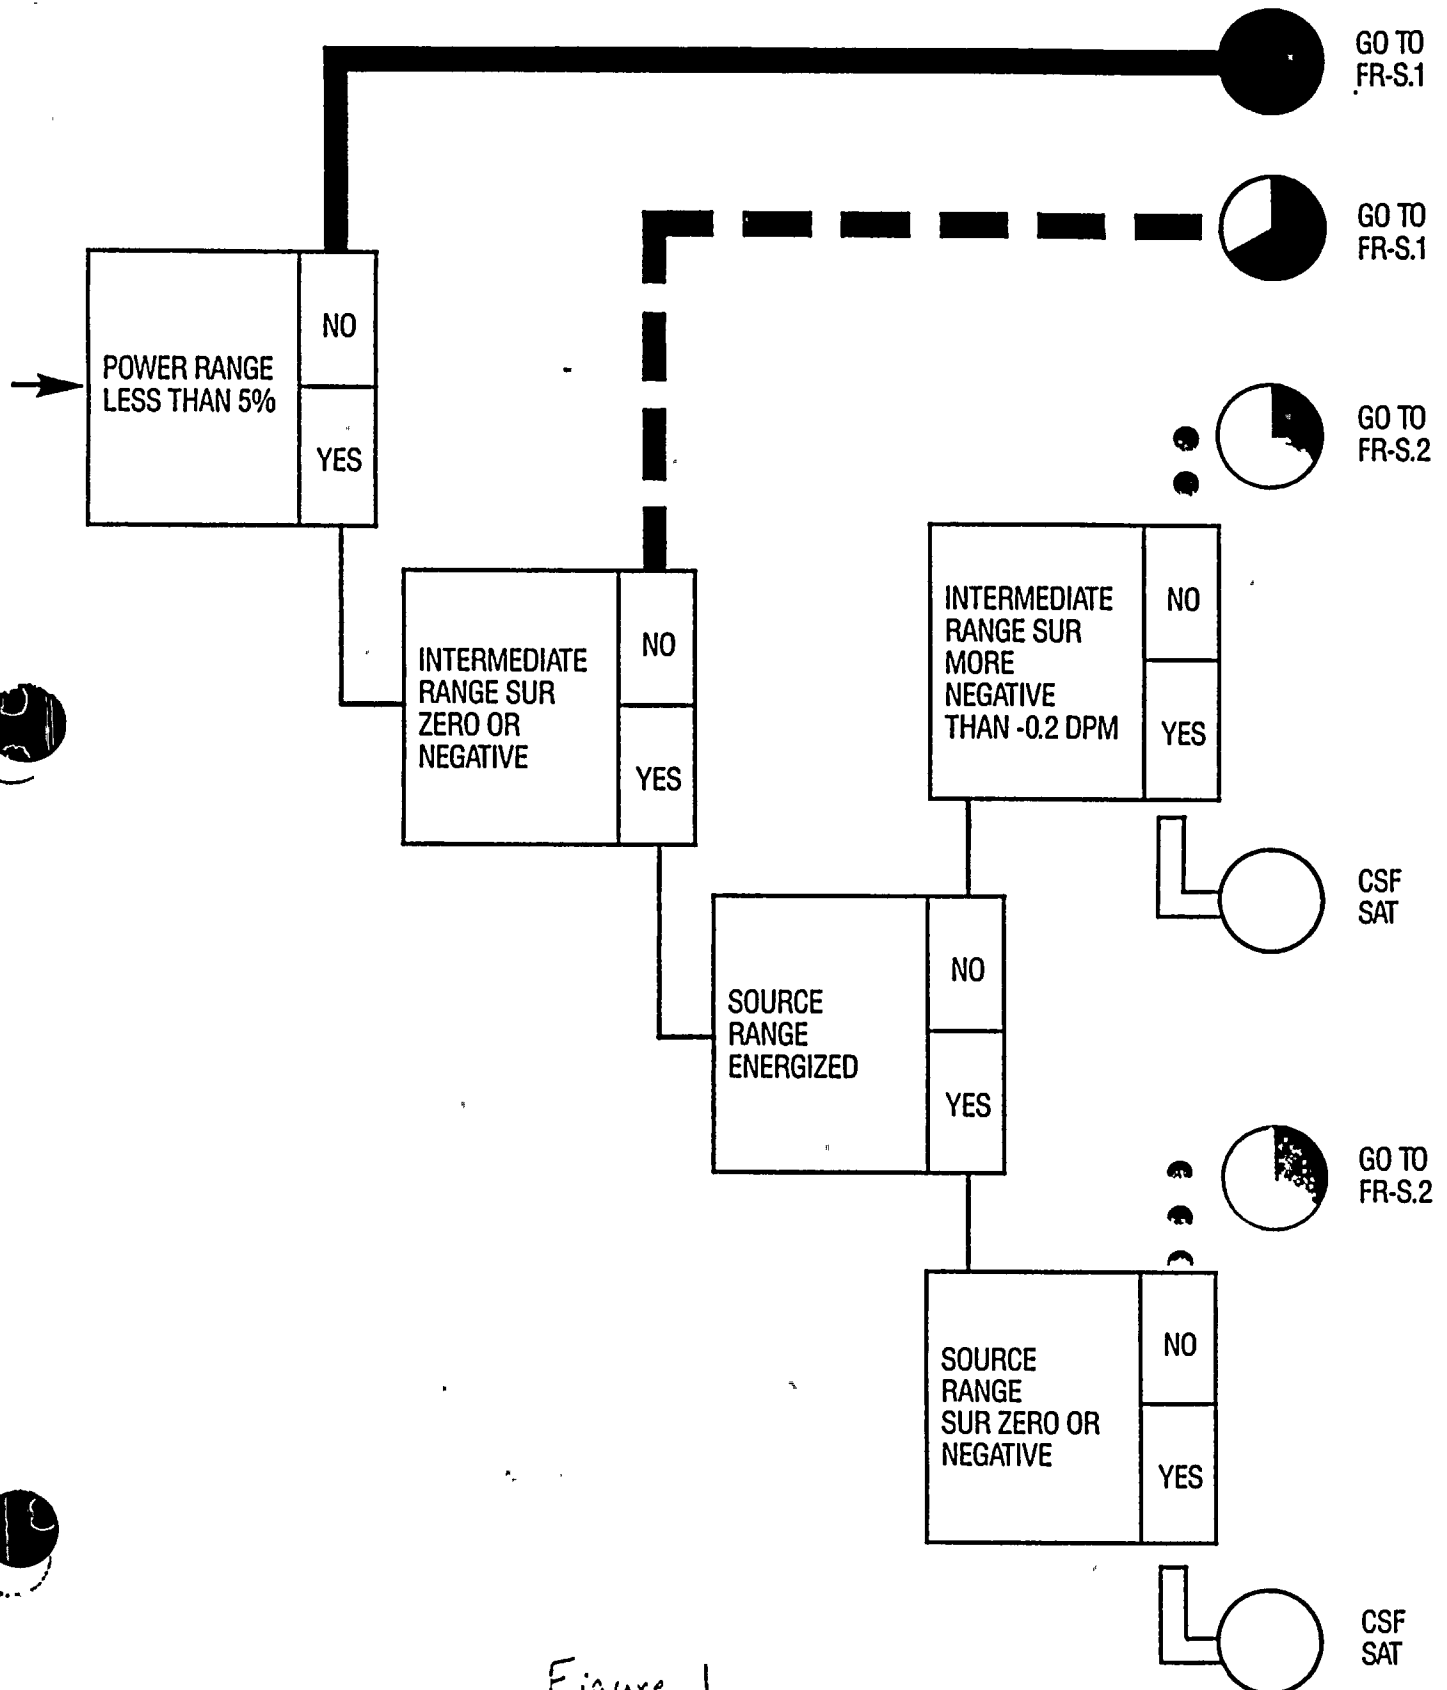 GO TO
FR-S.1
GO TO
FR-S.1
POWER RANGE
LESS THAN 5%
NO
YES
GO TO
FR-S.2
INTERMEDIATE
RANGE SUR
ZERO OR
NEGATIVE
NO
YES
INTERMEDIATE
RANGE SUR
MORE
NEGATIVE
THAN -0.2 DPM
NO
YES
CSF
SAT
SOURCE
RANGE
ENERGIZED
NO
YES
GO TO
FR-S.2
SOURCE
RANGE
SUR ZERO OR
NEGATIVE
NO
YES
CSF
SAT
Figure 1